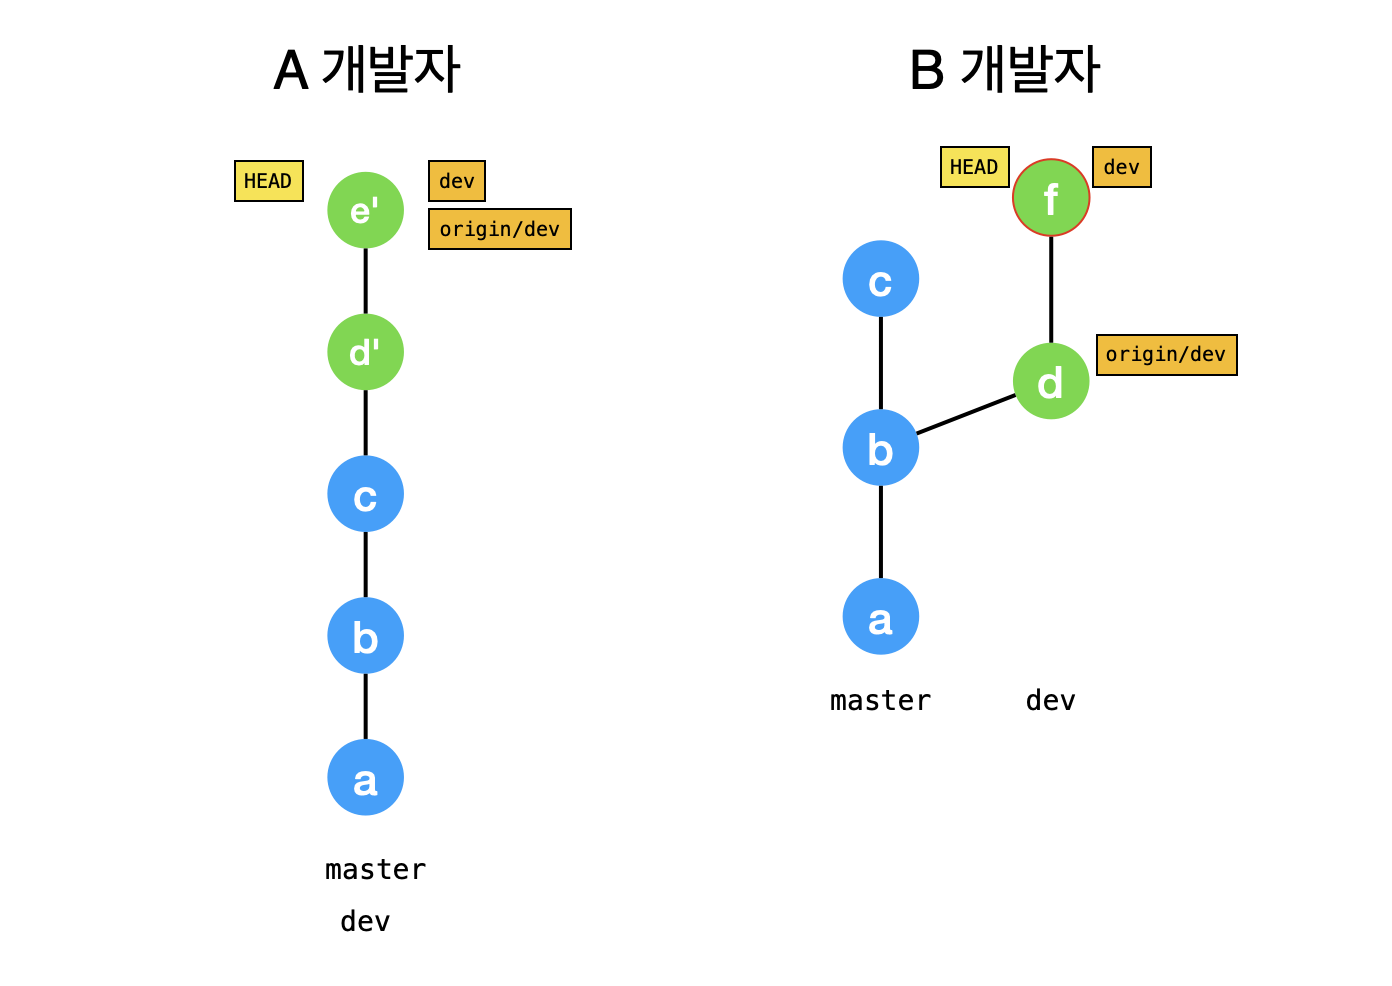 A 개발자
HEAD
e'
dev
origin/dev
d'
c
b
a
master
dev
B 개발자
HEAD
f
dev
c
origin/dev
d
b
a
master
dev